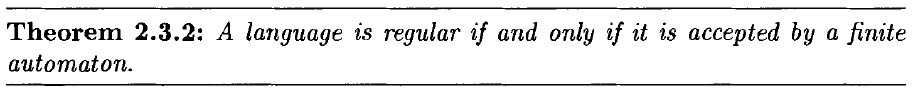 Theorem 2.3.2: A language is regular if and only if it is accepted by a finite
automaton.